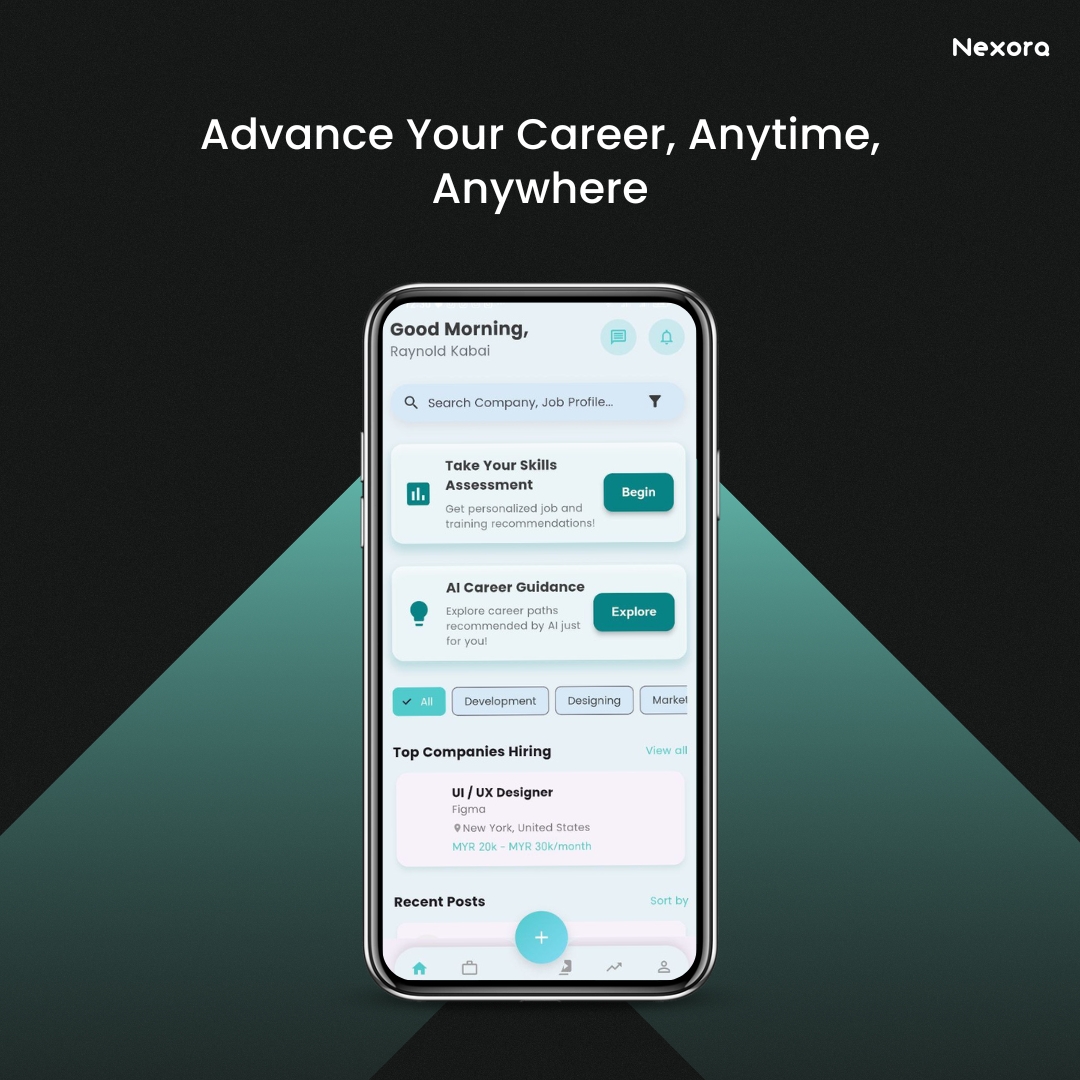 Nexora
Advance Your Career, Anytime,
Anywhere
Good Morning,
Raynold Kabai
Search Company, Job Profile...
Take Your Skills
Assessment
Get personalized job and
training recommendations!
Begin
AI Career Guidance
Explore career paths
recommended by AI just
for you!
Explore
All
Development
Designing
Market
Top Companies Hiring
View all
UI / UX Designer
Figma
New York, United States
MYR 20k - MYR 30k/month
Recent Posts
Sort by